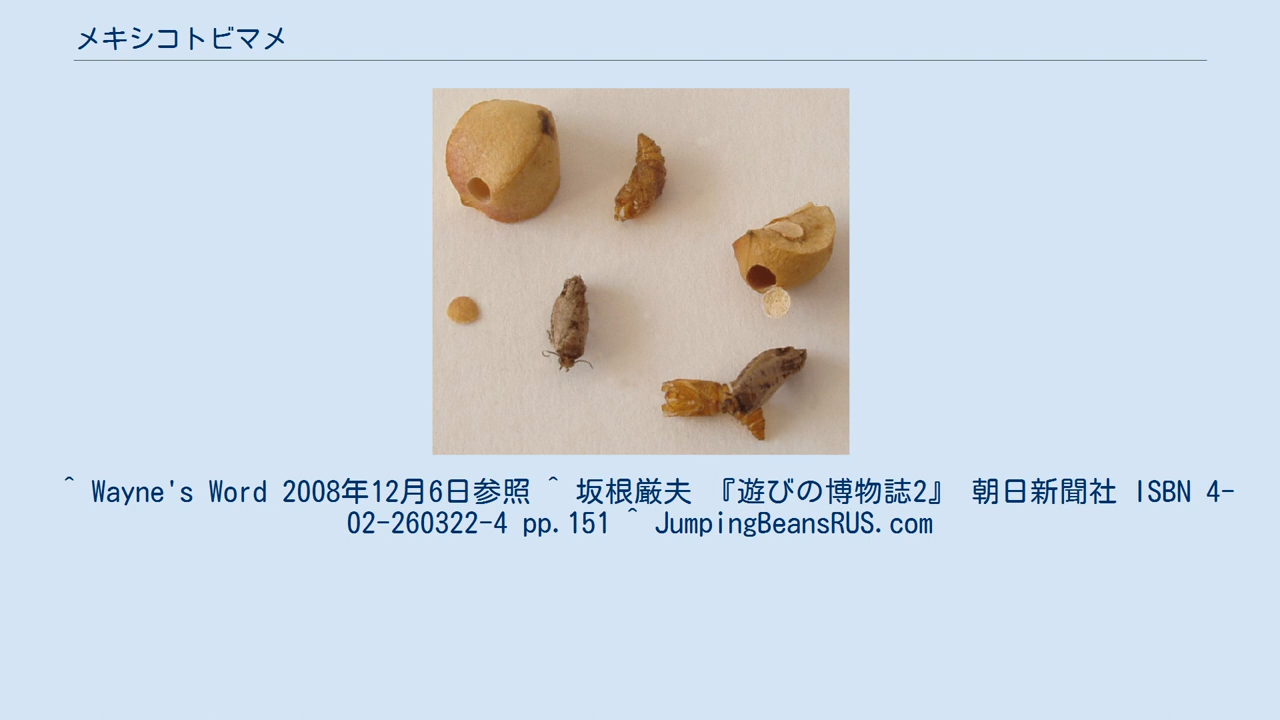 メキシコトビマメ
^ Wayne's Word 2008年12月6日参照 ^ 坂根厳夫 『遊びの博物誌2』 朝日新聞社 ISBN 4-
02-260322-4 pp.151 ^ JumpingBeansRUS.com